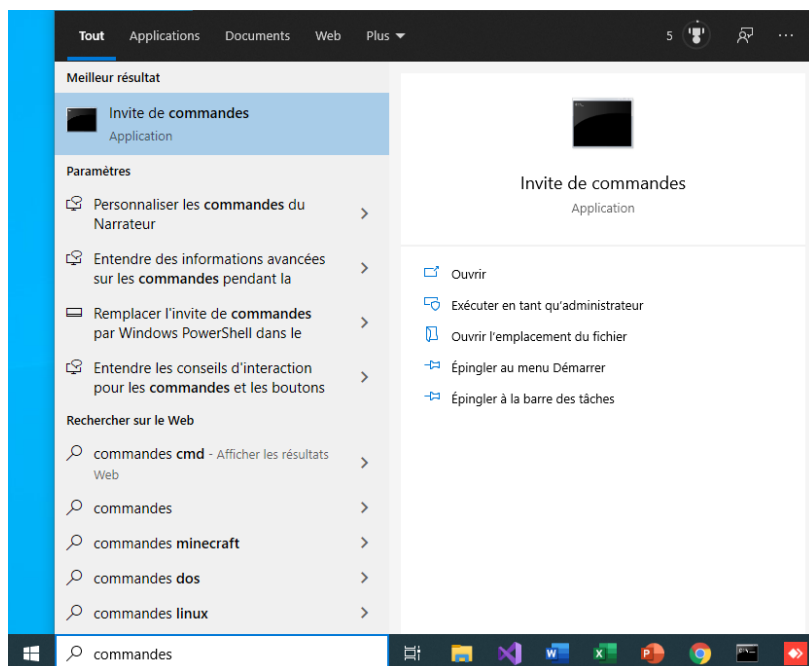 Tout Applications Documents Web Plus 5 ...
Meilleur résultat
Invite de commandes
Application
Paramètres
Personnaliser les commandes du
Narrateur
Entendre des informations avancées
sur les commandes pendant la
Remplacer l'invite de commandes
par Windows PowerShell dans le
Entendre les conseils d'interaction
pour les commandes et les boutons
Rechercher sur le Web
commandes cmd - Afficher les résultats
Web
commandes
commandes minecraft
commandes dos
commandes linux
commandes
Invite de commandes
Application
Ouvrir
Exécuter en tant qu'administrateur
Ouvrir l'emplacement du fichier
Épingler au menu Démarrer
Épingler à la barre des tâches